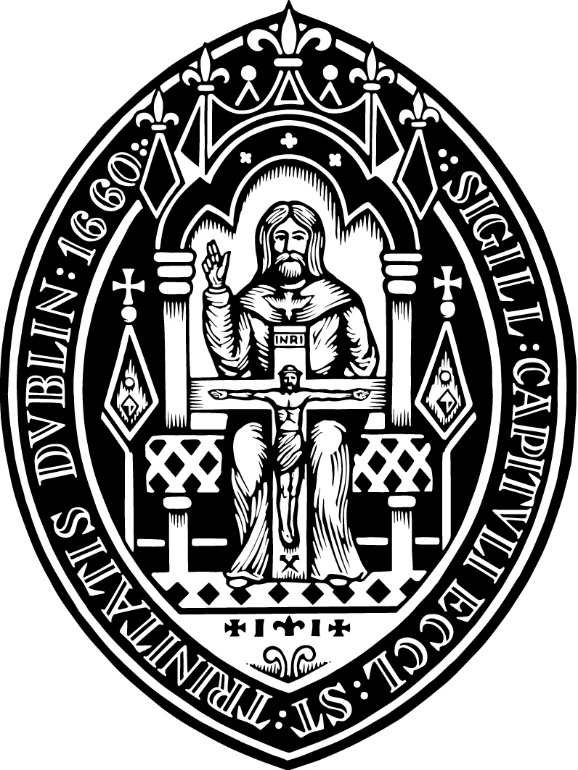 :SIGILL:CAPITVLI ECCL:ST:TRINITATIS DVBLIN:1660:
INRI
X